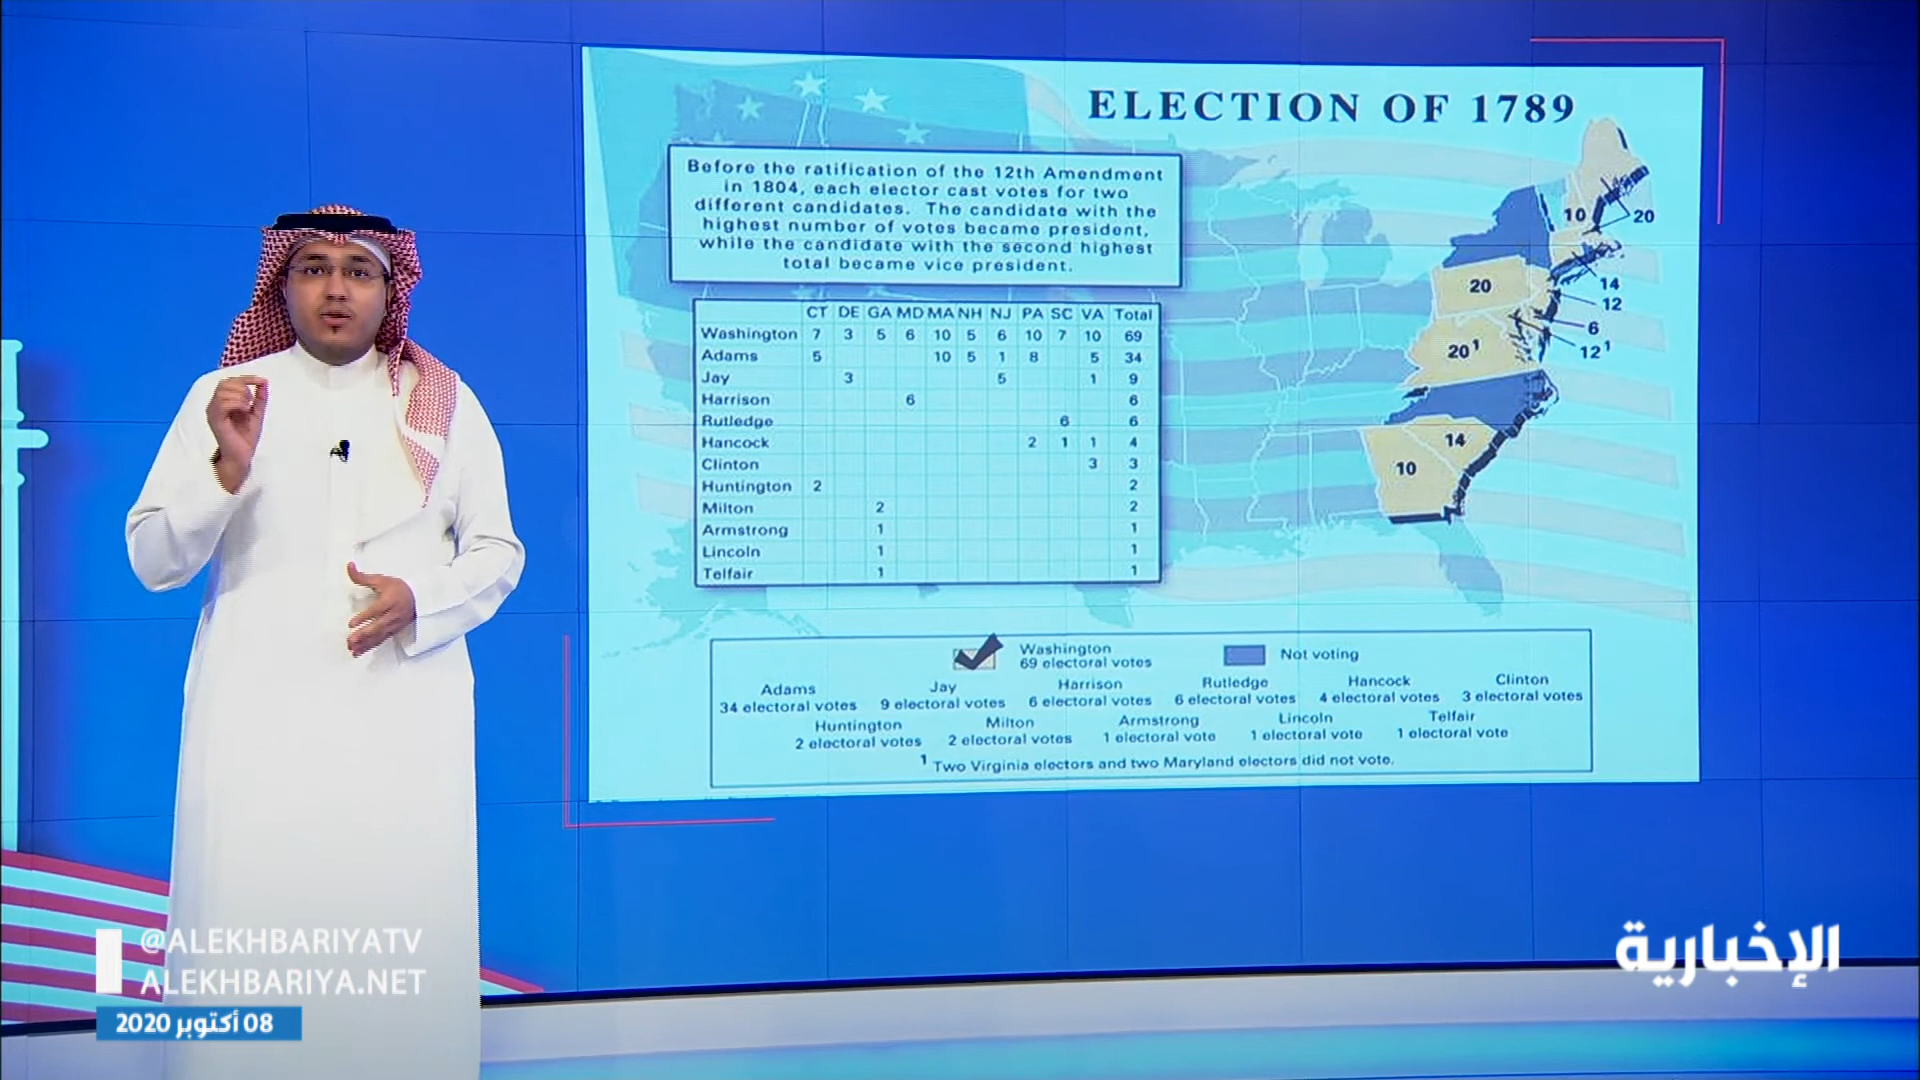 ELECTION OF 1789
Before the ratification of the 12th Amendment
in 1804, each elector cast votes for two
different candidates. The candidate with the
highest number of votes became president,
while the candidate with the second highest
total became vice president.
CT DE GA MD MA NH NJ PA SC VA Total
Washington 7 3 5 6 10 5 6 10 7 10 69
Adams 5 10 5 1 8 5 34
Jay 3 5 1 9
Harrison 6 6
Rutledge 6 6
Hancock 2 1 1 4
Clinton 3 3
Huntington 2 2
Milton 2 2
Armstrong 1 1
Lincoln 1 1
Telfair 1 1
10
20
20
14
12
6
20¹
12¹
14
10
Washington
69 electoral votes
Not voting
Adams
34 electoral votes
Jay
9 electoral votes
Harrison
6 electoral votes
Rutledge
6 electoral votes
Hancock
4 electoral votes
Clinton
3 electoral votes
Huntington
2 electoral votes
Milton
2 electoral votes
Armstrong
1 electoral vote
Lincoln
1 electoral vote
Telfair
1 electoral vote
¹ Two Virginia electors and two Maryland electors did not vote.
@ALEKHBARIYATV
ALEKHBARIYA.NET
08 أكتوبر 2020
الإخبارية